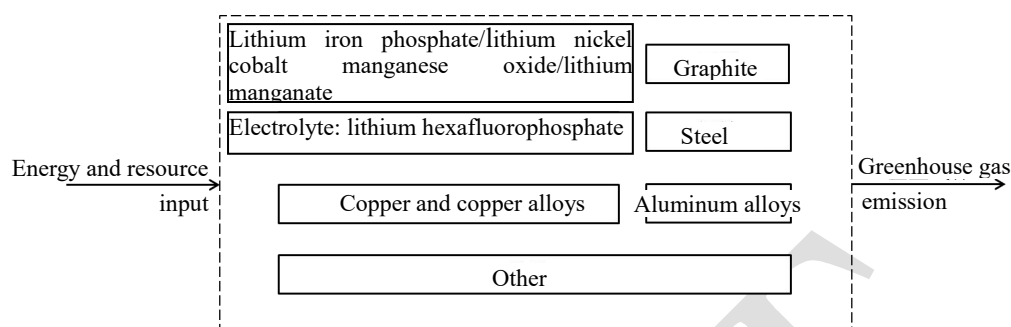 Lithium iron phosphate/lithium nickel
cobalt manganese oxide/lithium
manganate
Graphite
Electrolyte: lithium hexafluorophosphate
Steel
Energy and resource
input
Greenhouse gas
emission
Copper and copper alloys
Aluminum alloys
Other